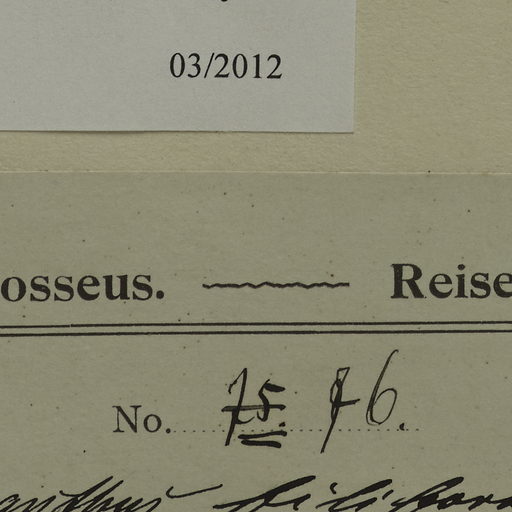 03/2012
osseus. Reise
No. 75. 76.